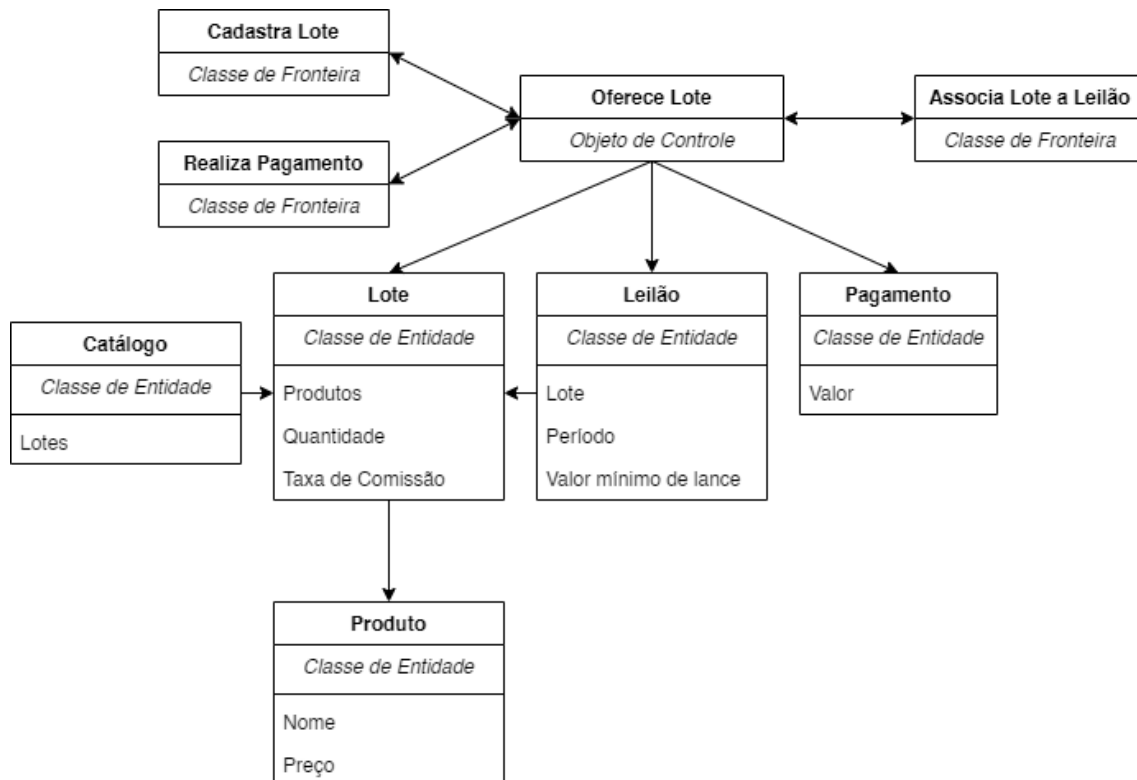 Cadastra Lote
Classe de Fronteira
Oferece Lote
Objeto de Controle
Associa Lote a Leilão
Classe de Fronteira
Realiza Pagamento
Classe de Fronteira
Lote
Classe de Entidade
Produtos
Quantidade
Taxa de Comissão
Leilão
Classe de Entidade
Lote
Período
Valor mínimo de lance
Pagamento
Classe de Entidade
Valor
Catálogo
Classe de Entidade
Lotes
Produto
Classe de Entidade
Nome
Preço